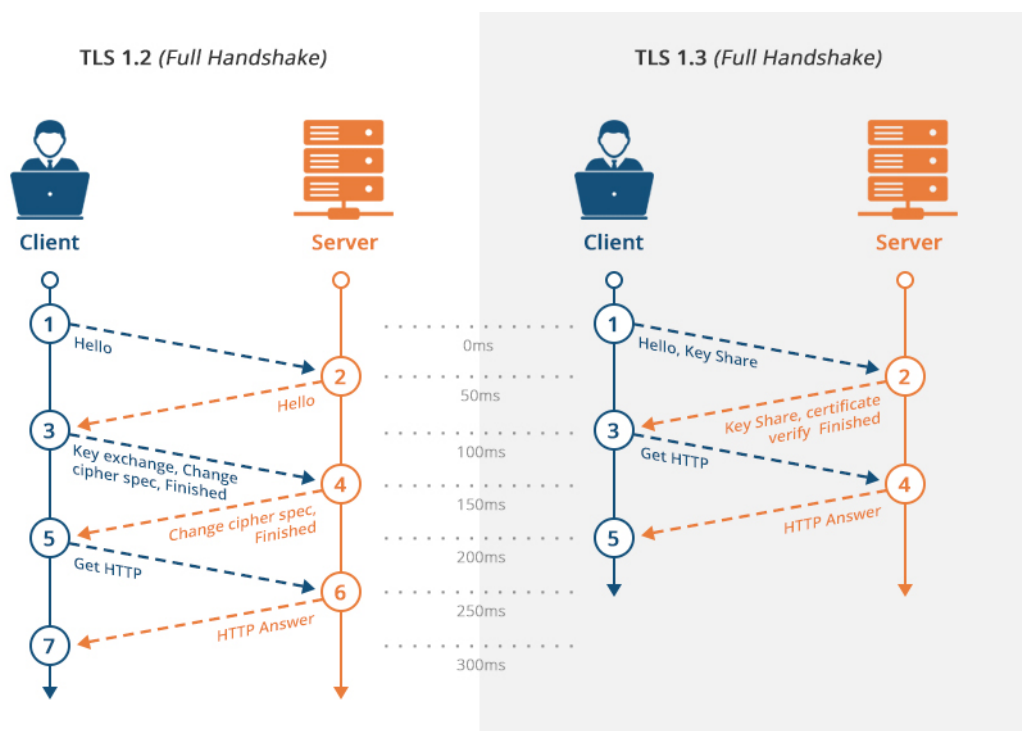 TLS 1.2 (Full Handshake)
Client
Server
1
Hello
2
Hello
3
Key exchange, Change
cipher spec, Finished
4
Change cipher spec,
Finished
5
Get HTTP
6
HTTP Answer
7
0ms
50ms
100ms
150ms
200ms
250ms
300ms
TLS 1.3 (Full Handshake)
Client
Server
1
Hello, Key Share
2
Key Share, certificate
verify Finished
3
Get HTTP
4
HTTP Answer
5